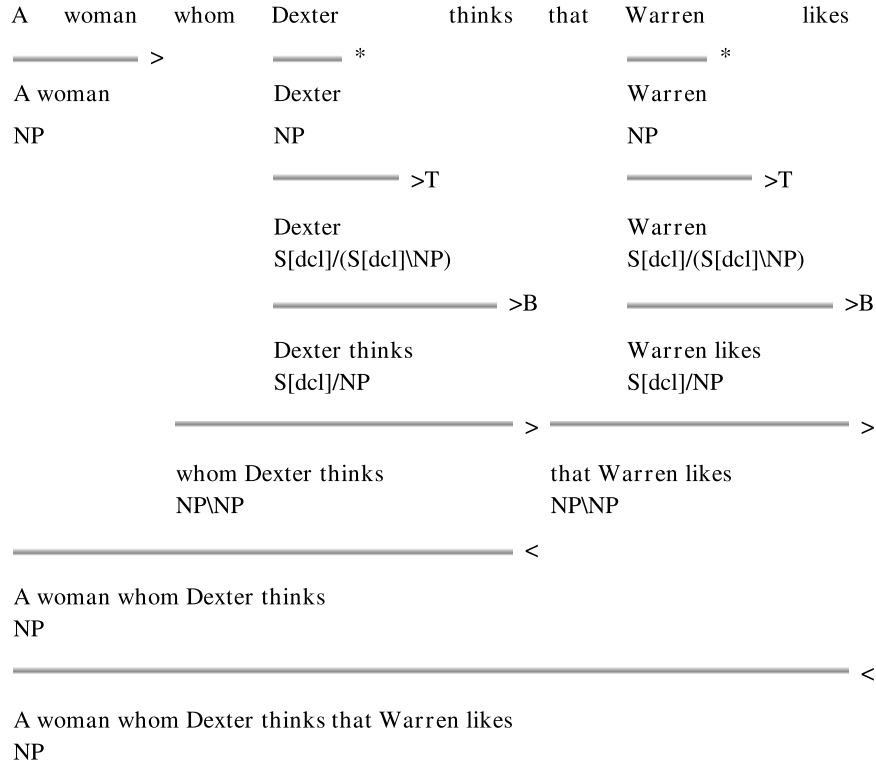 A woman whom Dexter thinks that Warren likes
> * *
A woman Dexter Warren
NP NP NP
>T >T
Dexter Warren
S[dcl]/(S[dcl]\NP) S[dcl]/(S[dcl]\NP)
>B >B
Dexter thinks Warren likes
S[dcl]/NP S[dcl]/NP
> >
whom Dexter thinks that Warren likes
NP\NP NP\NP
<
A woman whom Dexter thinks
NP
<
A woman whom Dexter thinks that Warren likes
NP